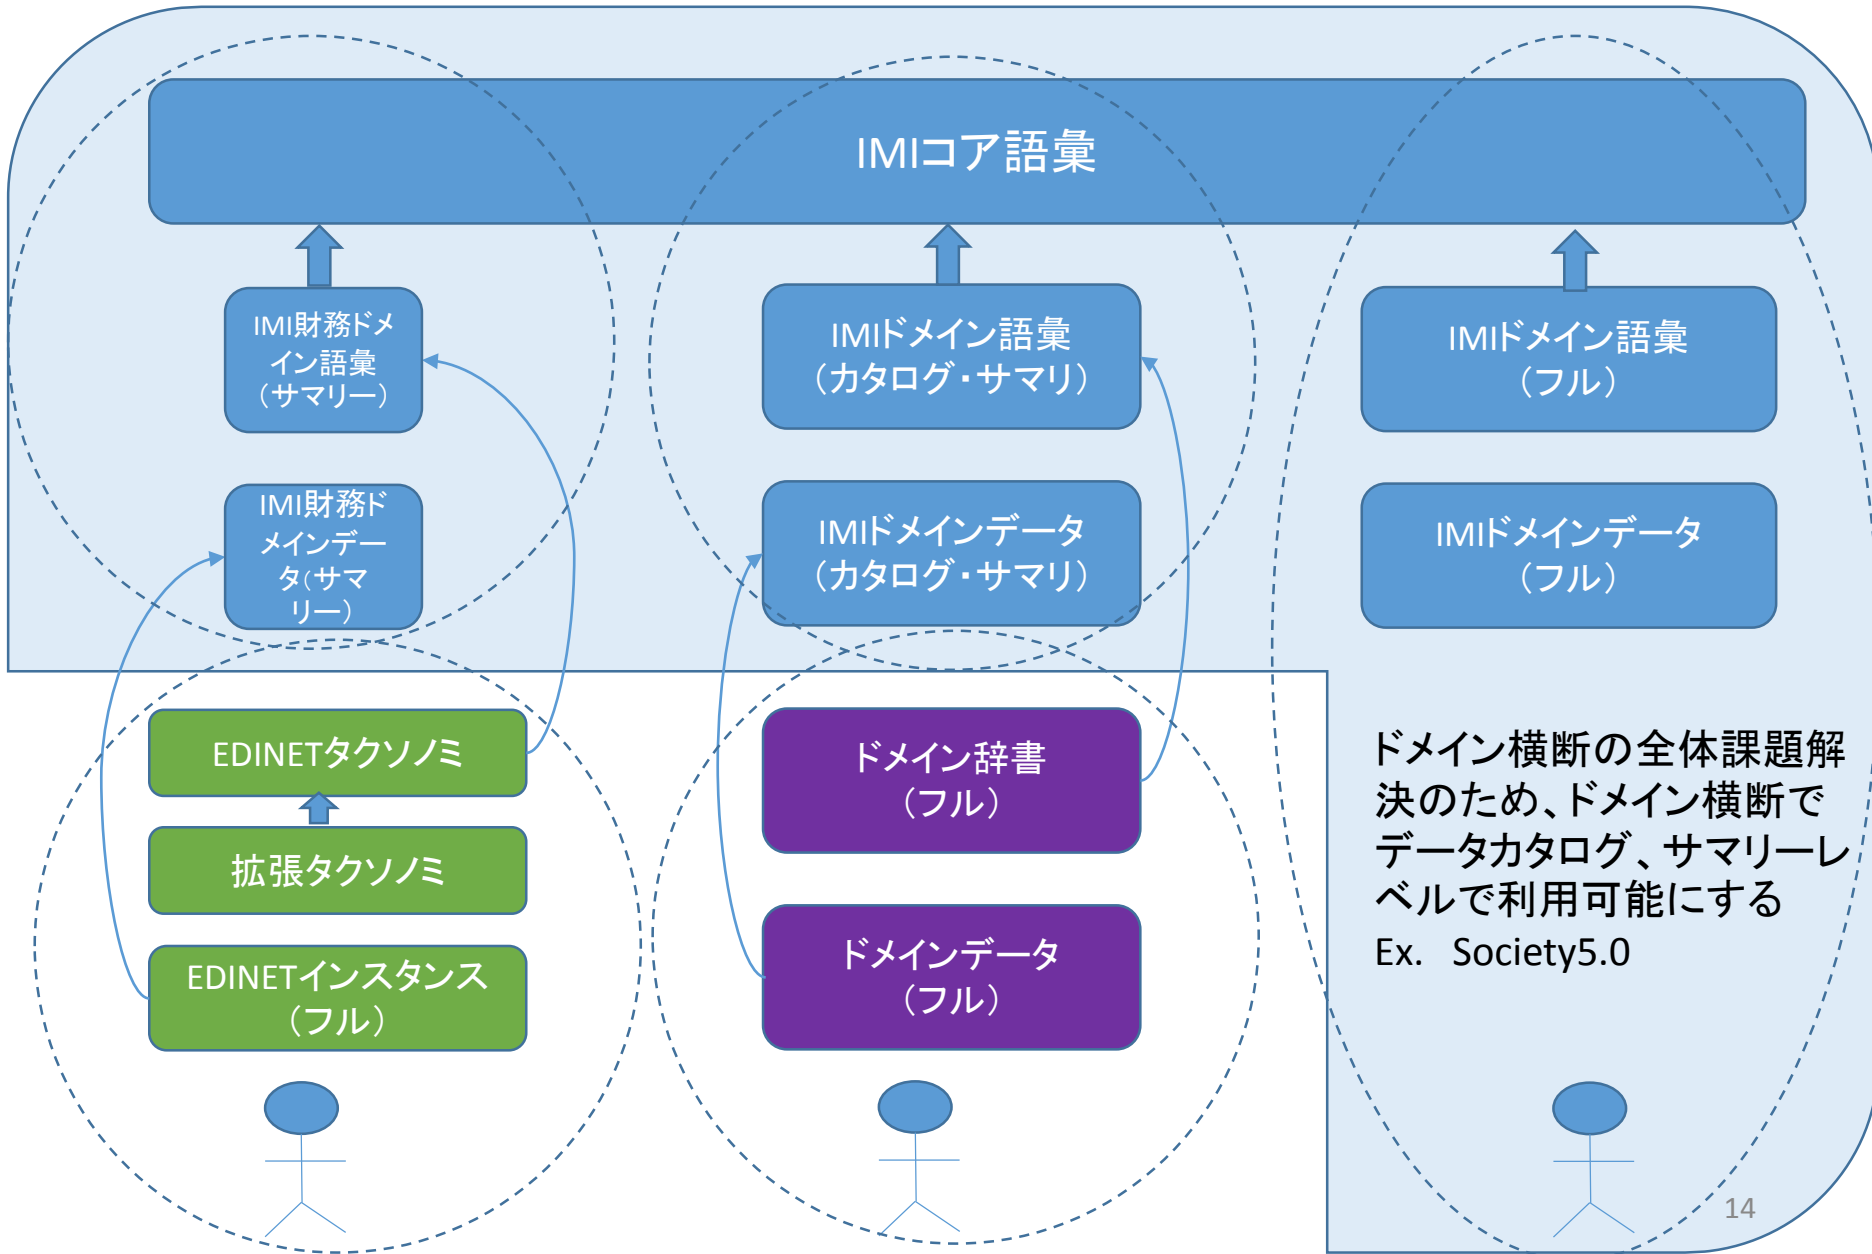 IMIコア語彙
IMI財務ドメ
イン語彙
（サマリー）
IMIドメイン語彙
（カタログ・サマリ）
IMIドメイン語彙
（フル）
IMI財務ド
メインデー
タ（サマ
リー）
IMIドメインデータ
（カタログ・サマリ）
IMIドメインデータ
（フル）
EDINETタクソノミ
拡張タクソノミ
EDINETインスタンス
（フル）
ドメイン辞書
（フル）
ドメインデータ
（フル）
ドメイン横断の全体課題解
決のため、ドメイン横断で
データカタログ、サマリーレ
ベルで利用可能にする
Ex. Society5.0
14